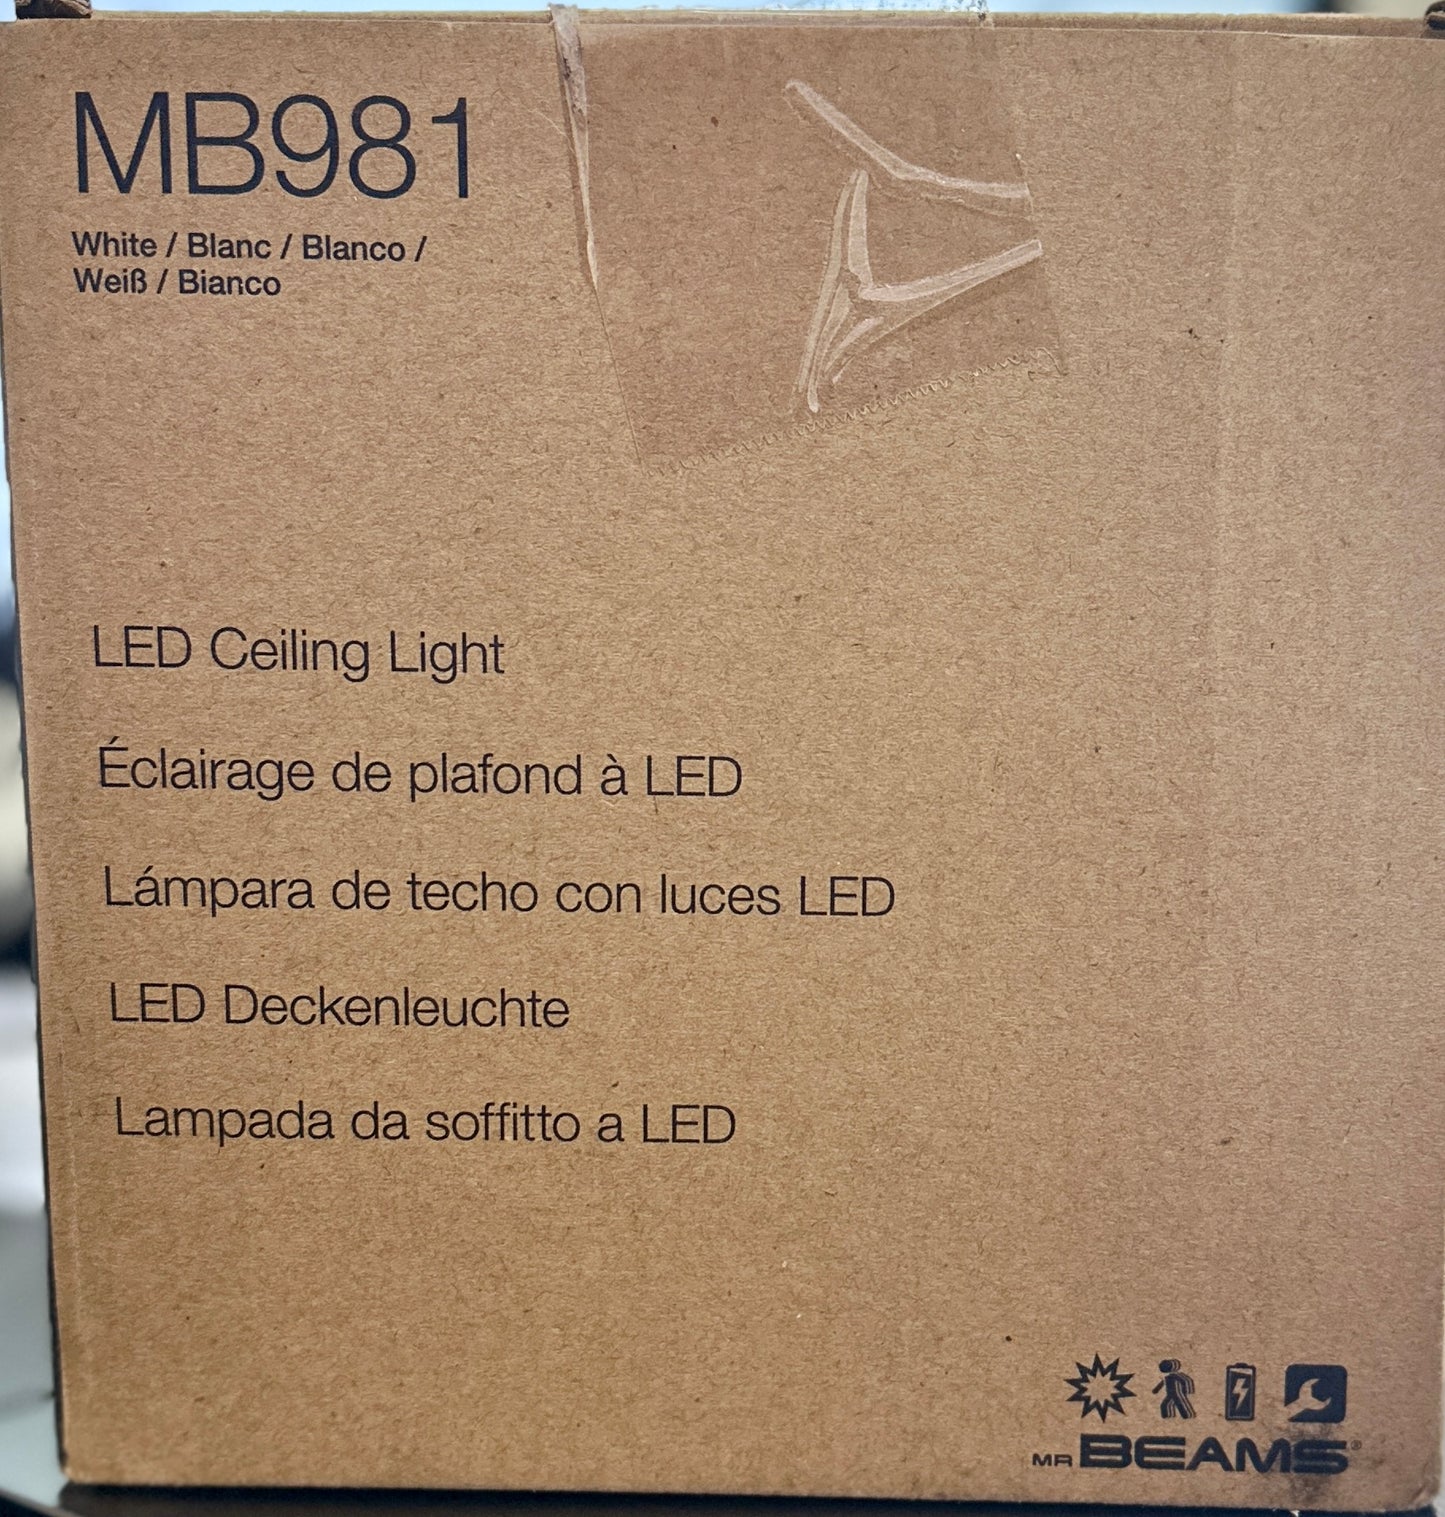 MB981
White / Blanc / Blanco /
Weiß / Bianco
LED Ceiling Light
Éclairage de plafond à LED
Lámpara de techo con luces LED
LED Deckenleuchte
Lampada da soffitto a LED
MR BEAMS®